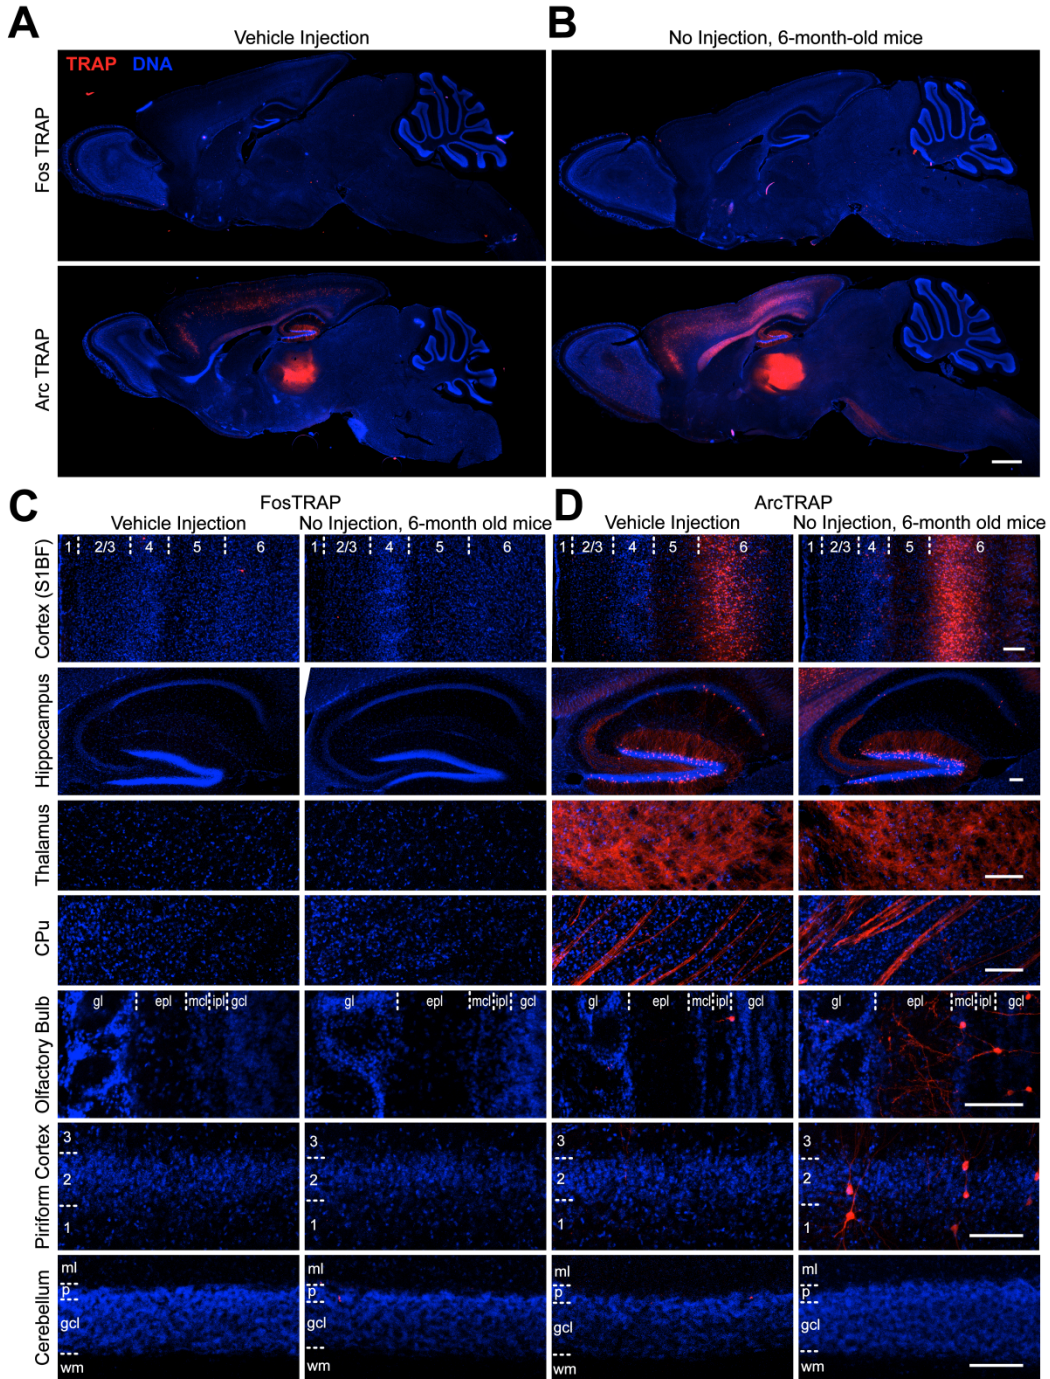 A
B
Vehicle Injection
No Injection, 6-month-old mice
TRAP DNA
Fos TRAP
Arc TRAP
C
FosTRAP
D
ArcTRAP
Vehicle Injection
No Injection, 6-month old mice
Vehicle Injection
No Injection, 6-month old mice
Cortex (S1BF)
1 2/3 4 5 6
1 2/3 4 5 6
1 2/3 4 5 6
1 2/3 4 5 6
Hippocampus
Thalamus
CPu
Olfactory Bulb
gl epl mcl ipl gcl
gl epl mcl ipl gcl
gl epl mcl ipl gcl
gl epl mcl ipl gcl
Piriform Cortex
3 3 3 3
2 2 2 2
1 1 1 1
Cerebellum
ml ml ml ml
p p p p
gcl gcl gcl gcl
wm wm wm wm